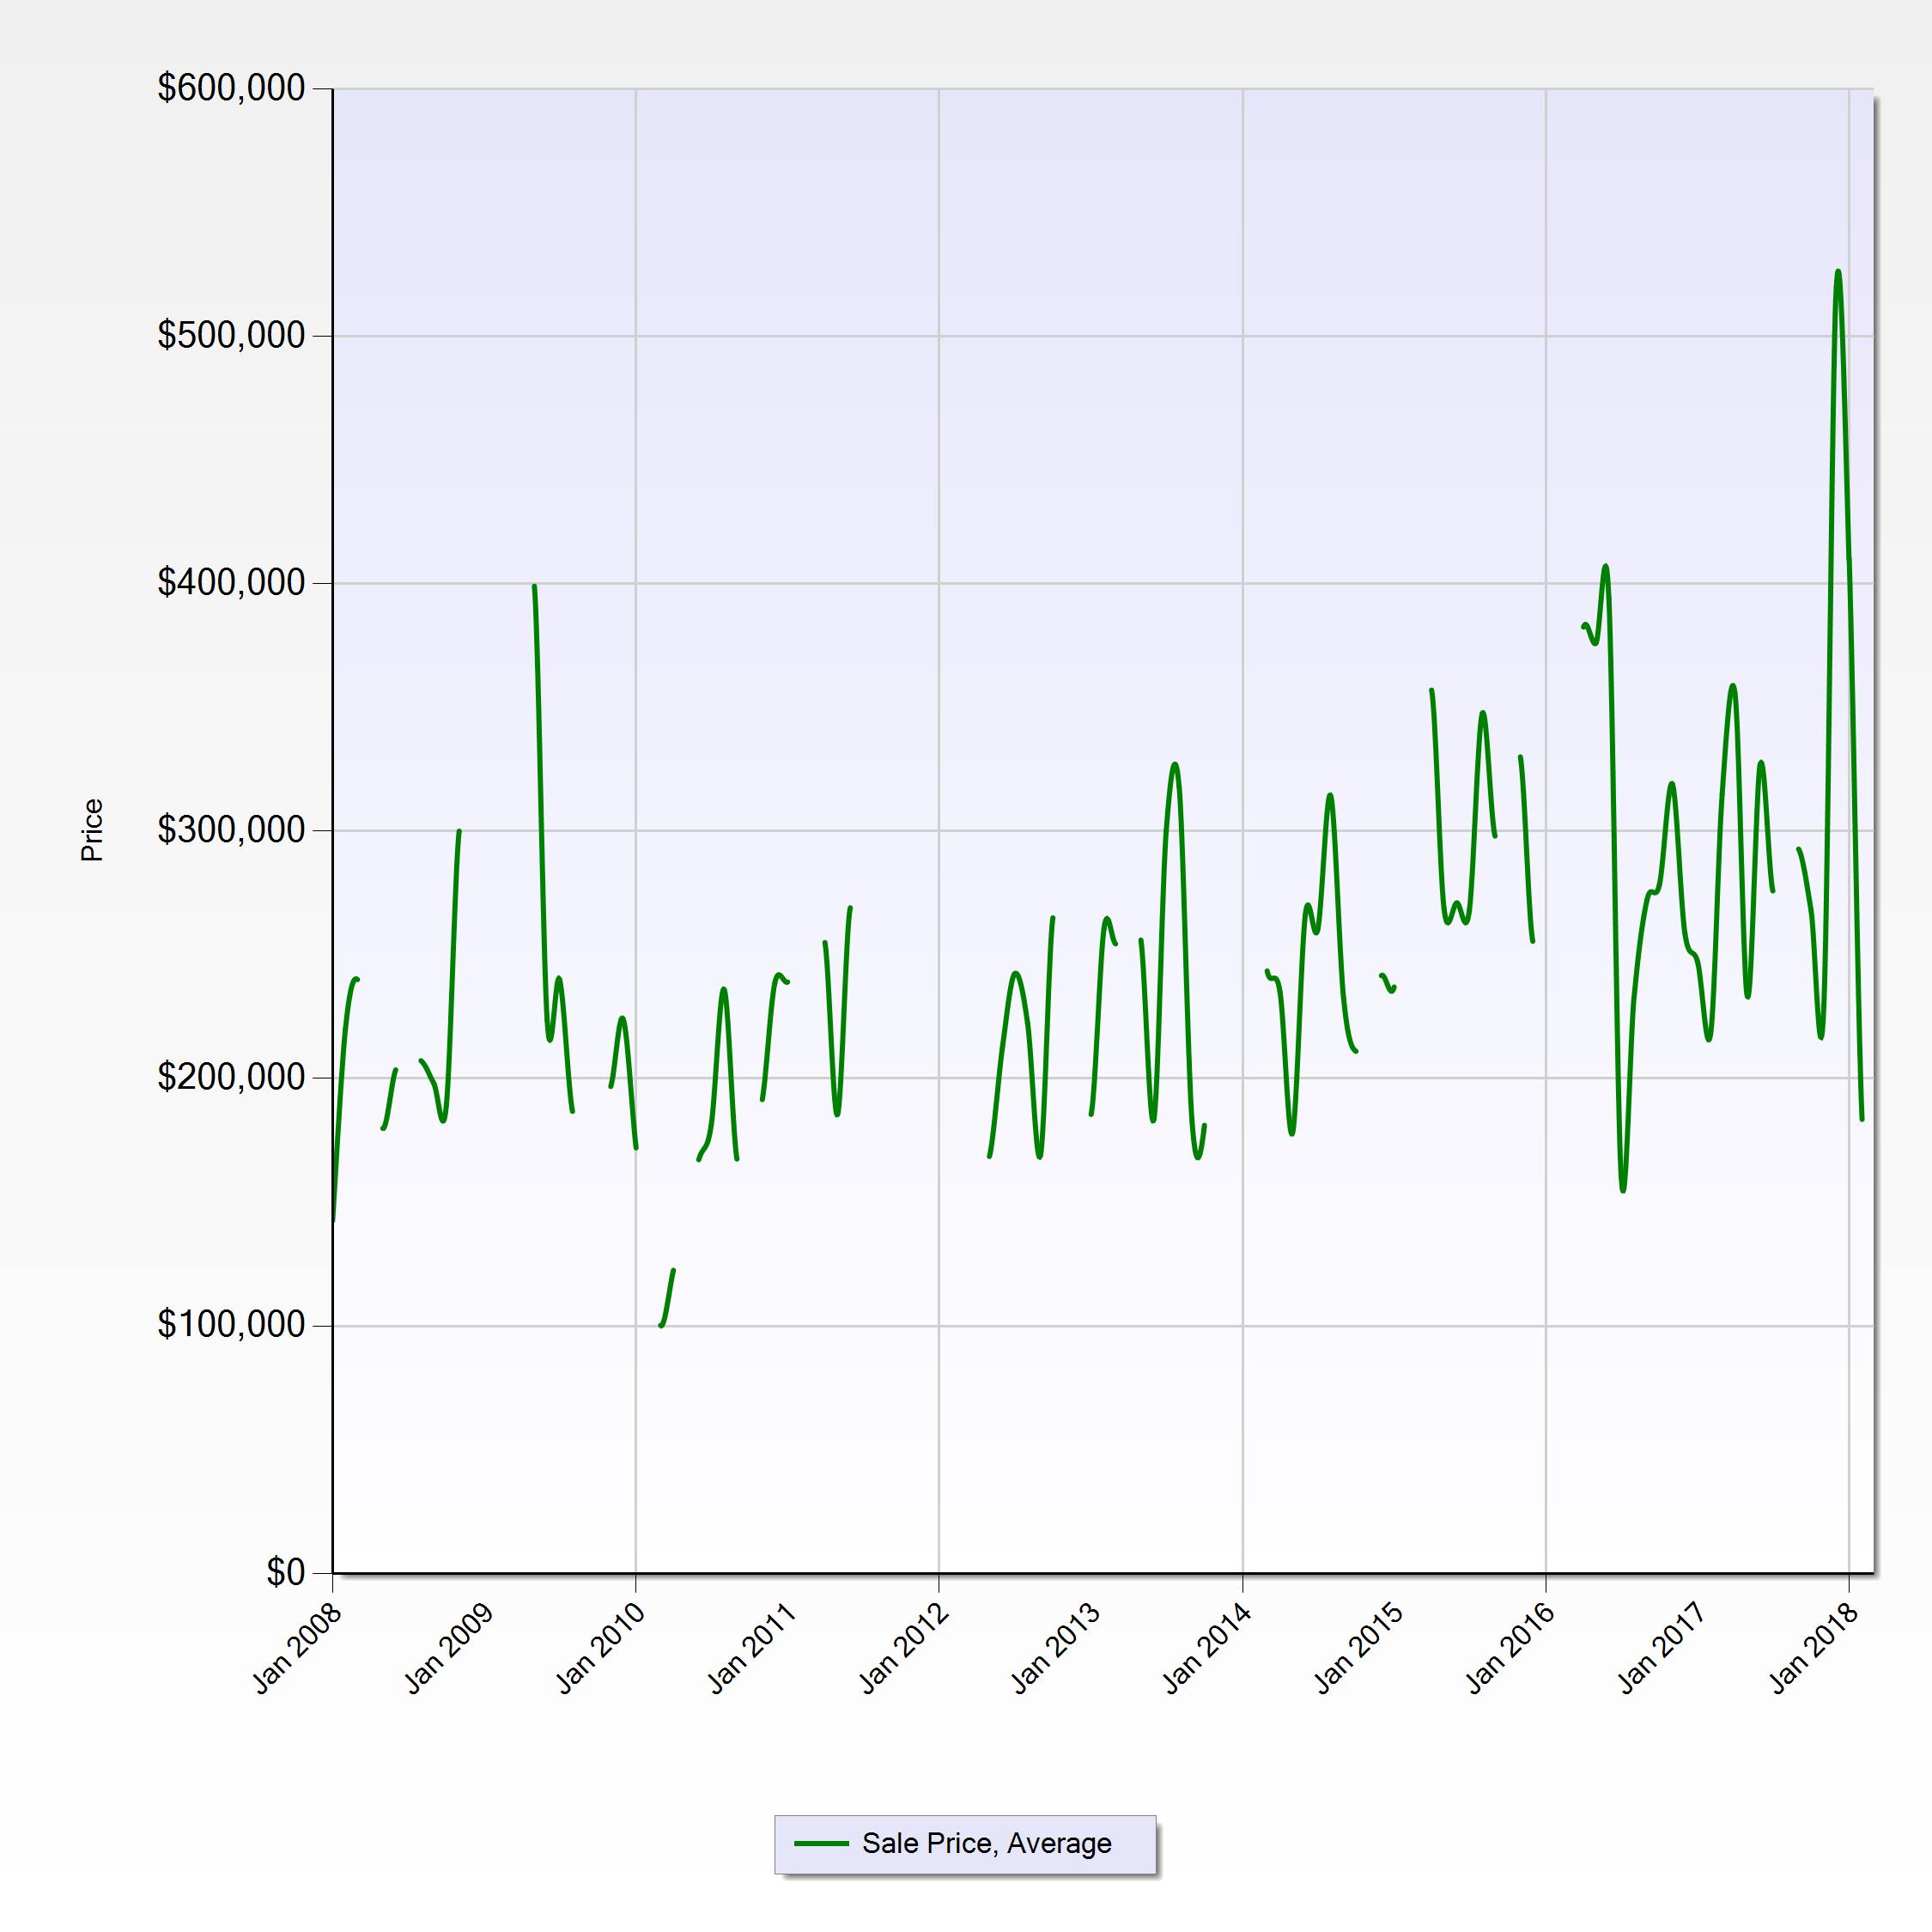 $600,000
$500,000
$400,000
$300,000
$200,000
$100,000
$0
Price
Jan 2008
Jan 2009
Jan 2010
Jan 2011
Jan 2012
Jan 2013
Jan 2014
Jan 2015
Jan 2016
Jan 2017
Jan 2018
Sale Price, Average